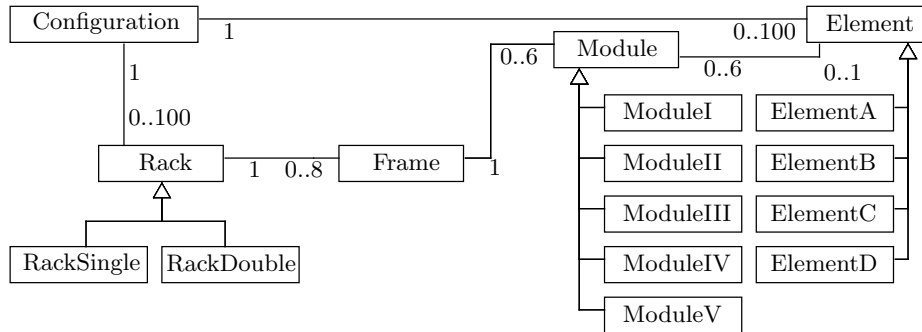 Configuration
Element
1
0..100
Module
0..6
0..6
0..1
1
0..100
ModuleI
ElementA
Rack
1
0..8
Frame
1
ModuleII
ElementB
ModuleIII
ElementC
RackSingle
RackDouble
ModuleIV
ElementD
ModuleV